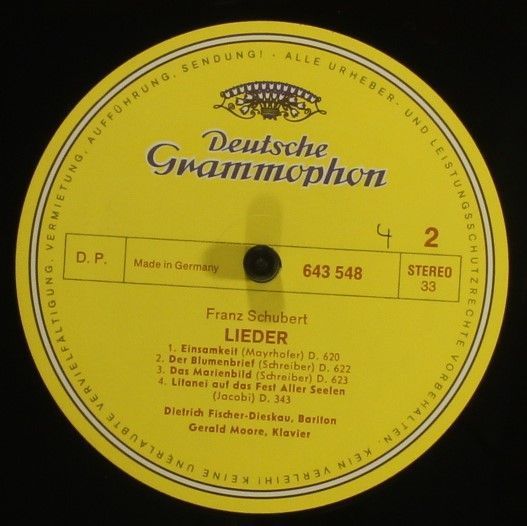 ALLE URHEBER- UND LEISTUNGSSCHUTZRECHTE VORBEHALTEN. KEIN VERLEIH! KEINE UNERLAUBTE VERVIELFÄLTIGUNG, VERMIETUNG, AUFFÜHRUNG, SENDUNG! -
Deutsche
Grammophon
4
2
D. P.
Made in Germany
643 548
STEREO
33
Franz Schubert
LIEDER
1. Einsamkeit (Mayrhofer) D. 620
2. Der Blumenbrief (Schreiber) D. 622
3. Das Marienbild (Schreiber) D. 623
4. Litanei auf das Fest Aller Seelen
(Jacobi) D. 343
Dietrich Fischer-Dieskau, Bariton
Gerald Moore, Klavier